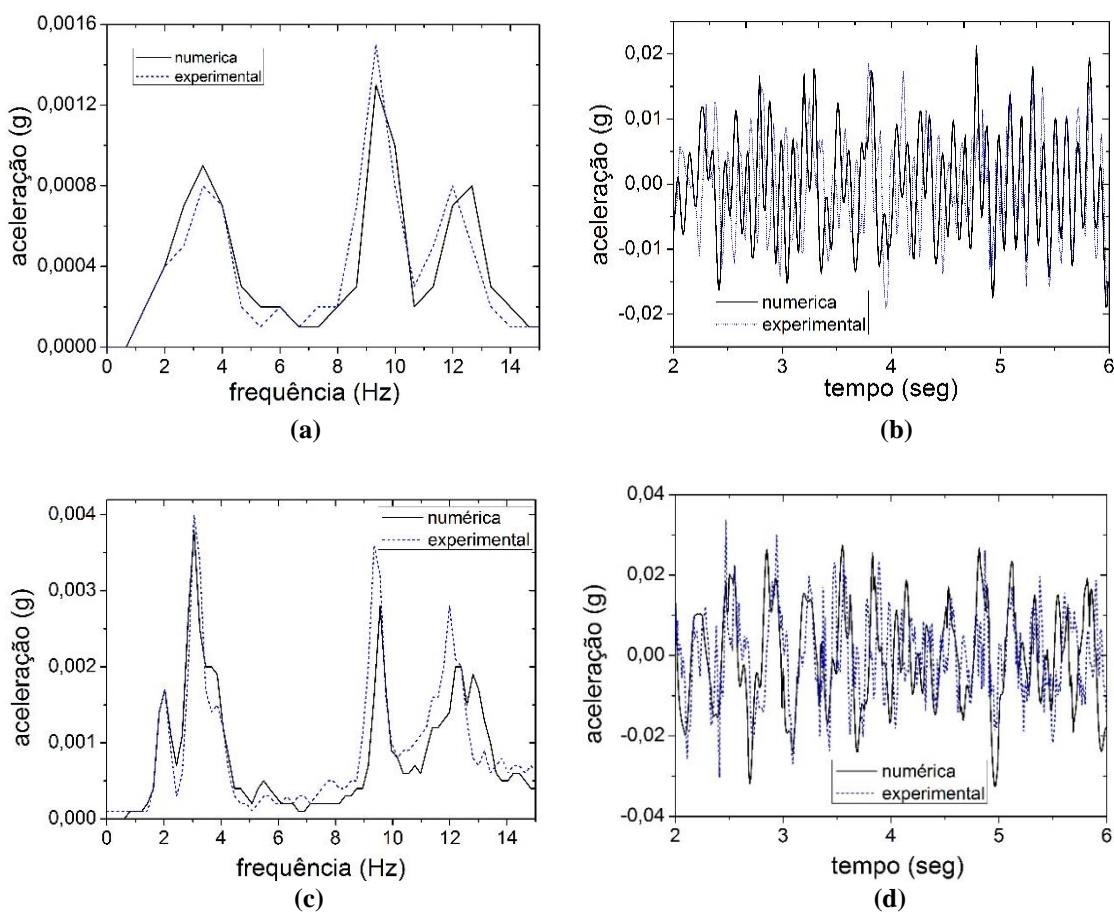 0,0016
0,0012
0,0008
0,0004
0,0000
aceleração (g)
numerica
experimental
0 2 4 6 8 10 12 14
frequência (Hz)
(a)
0,02
0,01
0,00
-0,01
-0,02
aceleração (g)
numerica
experimental
2 3 4 5 6
tempo (seg)
(b)
0,004
0,003
0,002
0,001
0,000
aceleração (g)
numérica
experimental
0 2 4 6 8 10 12 14
frequência (Hz)
(c)
0,04
0,02
0,00
-0,02
-0,04
aceleração (g)
numérica
experimental
2 3 4 5 6
tempo (seg)
(d)